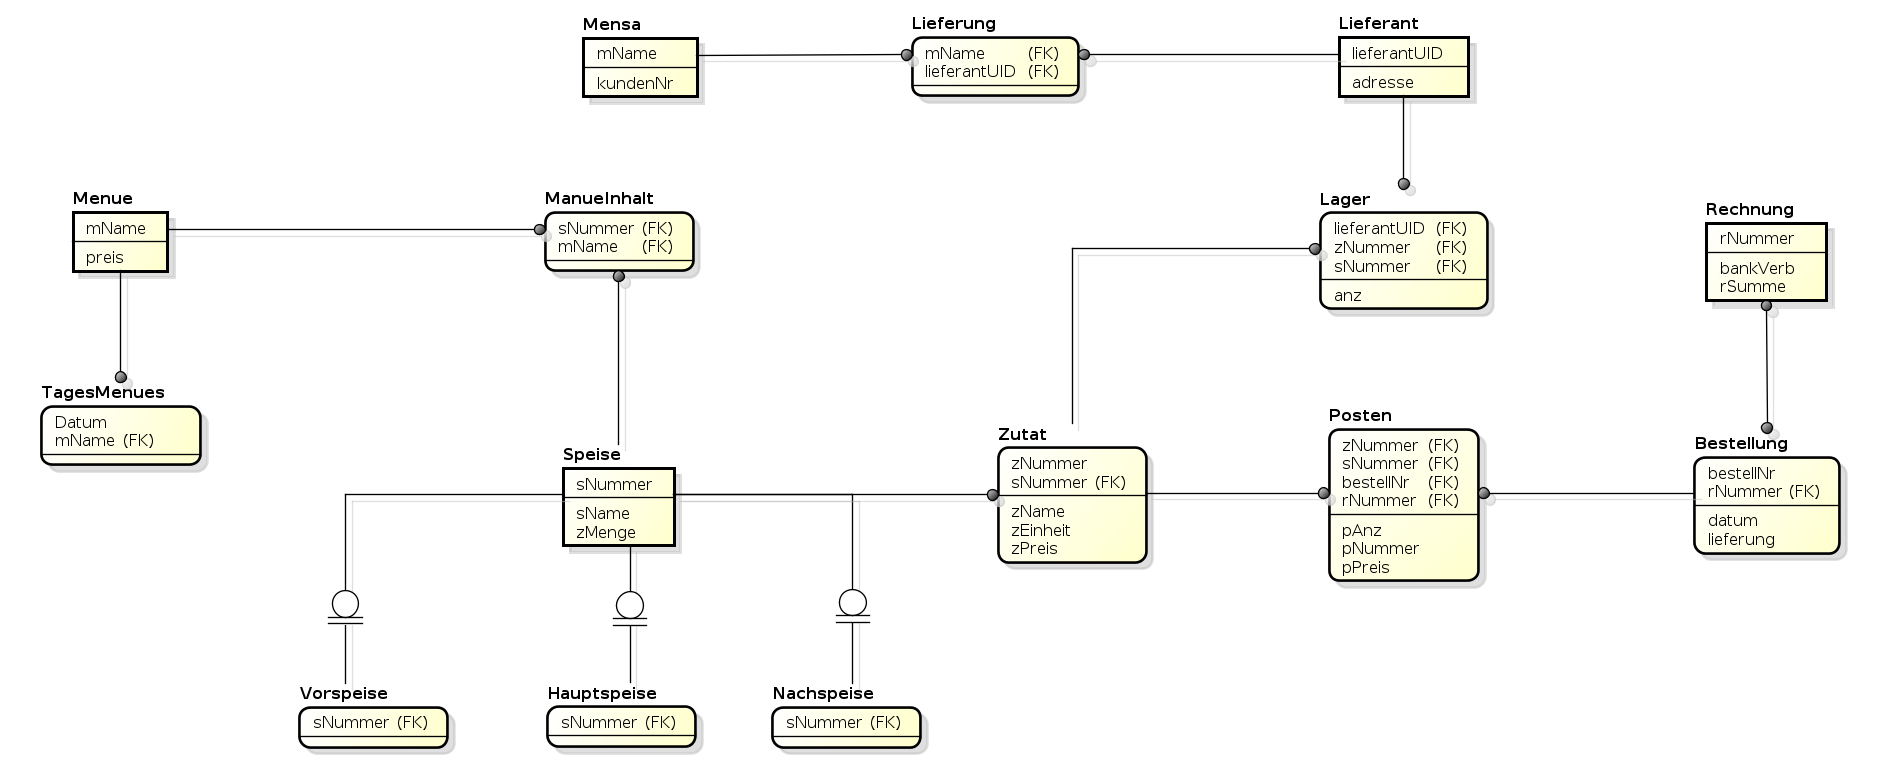 Mensa
mName
kundenNr
Lieferung
mName (FK)
lieferantUID (FK)
Lieferant
lieferantUID
adresse
Menue
mName
preis
ManueInhalt
sNummer (FK)
mName (FK)
Lager
lieferantUID (FK)
zNummer (FK)
sNummer (FK)
anz
Rechnung
rNummer
bankVerb
rSumme
TagesMenues
Datum
mName (FK)
Speise
sNummer
sName
zMenge
Zutat
zNummer
sNummer (FK)
zName
zEinheit
zPreis
Posten
zNummer (FK)
sNummer (FK)
bestellNr (FK)
rNummer (FK)
pAnz
pNummer
pPreis
Bestellung
bestellNr
rNummer (FK)
datum
lieferung
Vorspeise
sNummer (FK)
Hauptspeise
sNummer (FK)
Nachspeise
sNummer (FK)